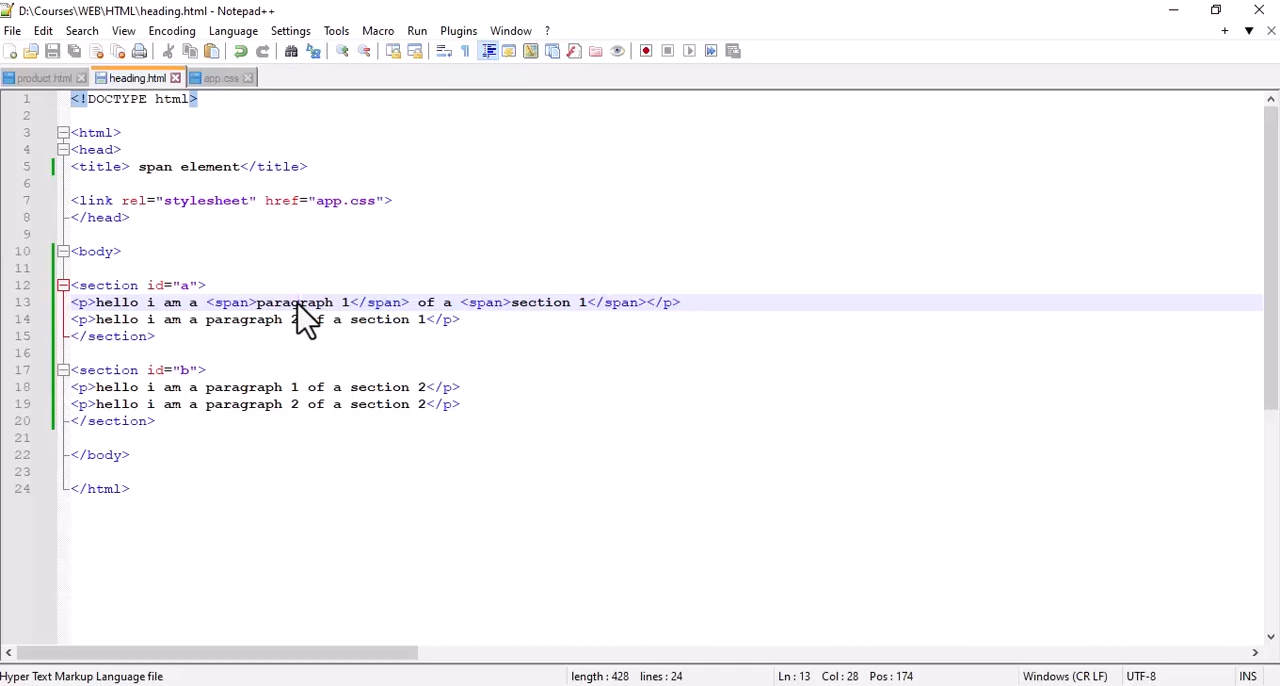 D:\Courses\WEB\HTML\heading.html - Notepad++
File Edit Search View Encoding Language Settings Tools Macro Run Plugins Window ?
product.html heading.html app.css
1 <!DOCTYPE html>
2
3 <html>
4 <head>
5 <title> span element</title>
6
7 <link rel="stylesheet" href="app.css">
8 </head>
9
10 <body>
11
12 <section id="a">
13 <p>hello i am a <span>paragraph 1</span> of a <span>section 1</span></p>
14 <p>hello i am a paragraph 2 of a section 1</p>
15 </section>
16
17 <section id="b">
18 <p>hello i am a paragraph 1 of a section 2</p>
19 <p>hello i am a paragraph 2 of a section 2</p>
20 </section>
21
22 </body>
23
24 </html>
Hyper Text Markup Language file length : 428 lines : 24 Ln : 13 Col : 28 Pos : 174 Windows (CR LF) UTF-8 INS